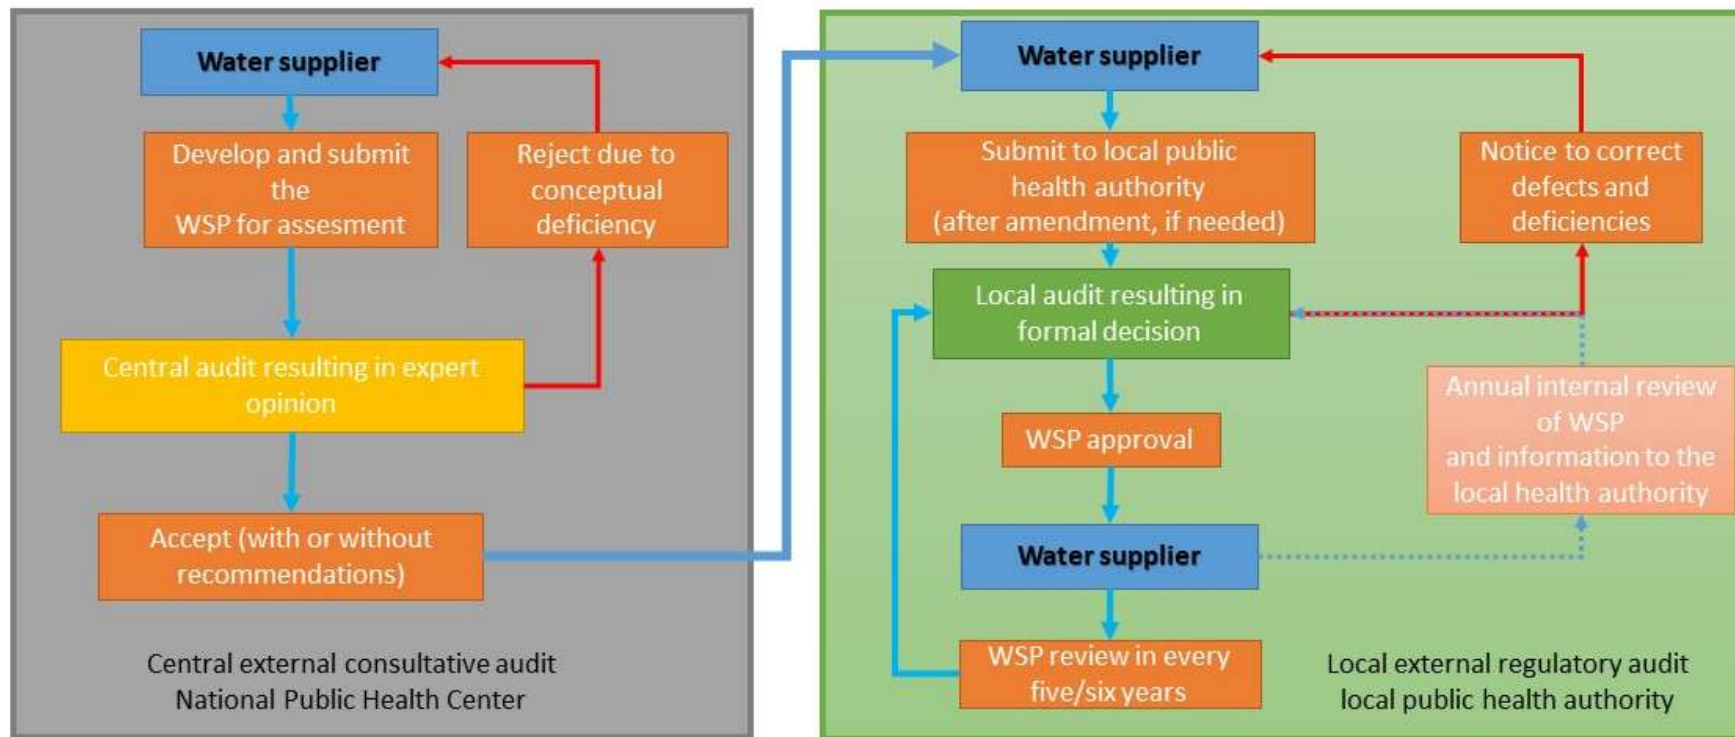 Water supplier
Develop and submit
the
WSP for assesment
Reject due to
conceptual
deficiency
Central audit resulting in expert
opinion
Accept (with or without
recommendations)
Central external consultative audit
National Public Health Center
Water supplier
Submit to local public
health authority
(after amendment, if needed)
Notice to correct
defects and
deficiencies
Local audit resulting in
formal decision
WSP approval
Annual internal review
of WSP
and information to the
local health authority
Water supplier
WSP review in every
five/six years
Local external regulatory audit
local public health authority